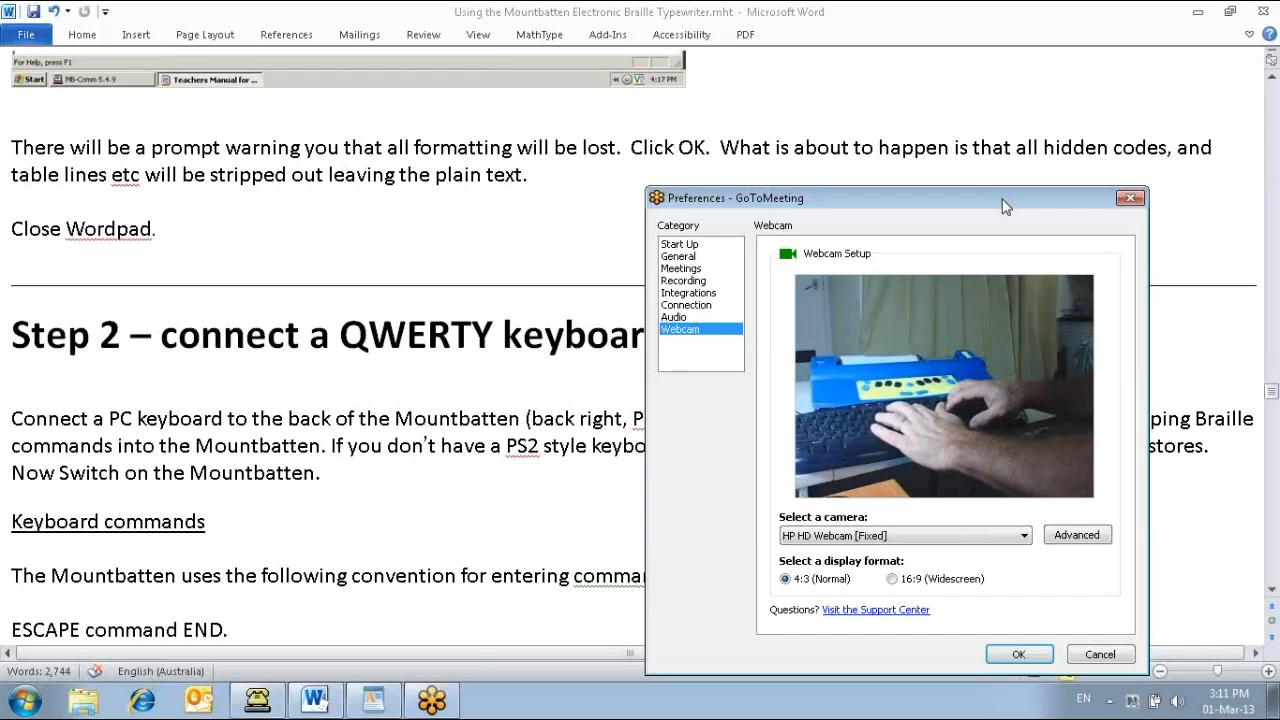 Using the Mountbatten Electronic Braille Typewriter.mht - Microsoft Word
File Home Insert Page Layout References Mailings Review View MathType Add-Ins Accessibility PDF
For Help, press F1
Start MB-Comm 5.4.9 Teachers Manual for ... 4:17 PM
There will be a prompt warning you that all formatting will be lost. Click OK. What is about to happen is that all hidden codes, and
table lines etc will be stripped out leaving the plain text.
Close Wordpad.
Step 2 – connect a QWERTY keyboar
Connect a PC keyboard to the back of the Mountbatten (back right, P
ping Braille
commands into the Mountbatten. If you don't have a PS2 style keybo
stores.
Now Switch on the Mountbatten.
Keyboard commands
The Mountbatten uses the following convention for entering comma
ESCAPE command END.
Preferences - GoToMeeting
Category
Start Up
General
Meetings
Recording
Integrations
Connection
Audio
Webcam
Webcam
Webcam Setup
Select a camera:
HP HD Webcam [Fixed]
Advanced
Select a display format:
4:3 (Normal) 16:9 (Widescreen)
Questions? Visit the Support Center
OK Cancel
Words: 2,744 English (Australia)
EN 3:11 PM
01-Mar-13